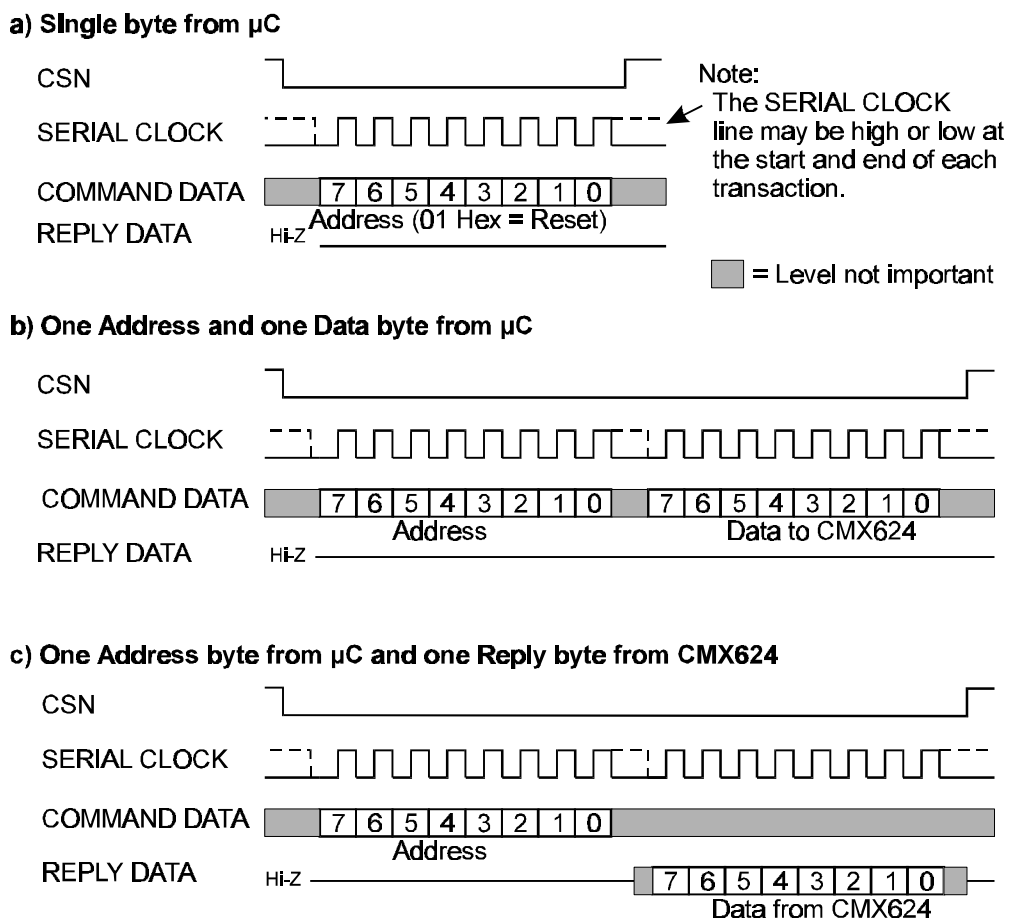 a) SIngle byte from µC
CSN
Note:
The SERIAL CLOCK
line may be high or low at
the start and end of each
transaction.
SERIAL CLOCK
COMMAND DATA 7 6 5 4 3 2 1 0
Address (01 Hex = Reset)
REPLY DATA Hi-Z
= Level not important
b) One Address and one Data byte from µC
CSN
SERIAL CLOCK
COMMAND DATA 7 6 5 4 3 2 1 0 7 6 5 4 3 2 1 0
Address Data to CMX624
REPLY DATA Hi-Z
c) One Address byte from µC and one Reply byte from CMX624
CSN
SERIAL CLOCK
COMMAND DATA 7 6 5 4 3 2 1 0
Address
REPLY DATA Hi-Z 7 6 5 4 3 2 1 0
Data from CMX624